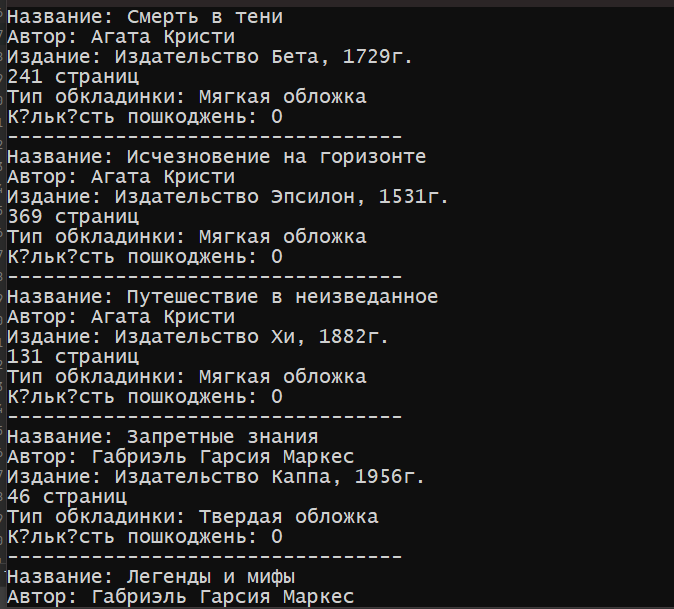 Название: Смерть в тени
Автор: Агата Кристи
Издание: Издательство Бета, 1729г.
241 страниц
Тип обкладинки: Мягкая обложка
К?льк?сть пошкоджень: 0
---------------------------------
Название: Исчезновение на горизонте
Автор: Агата Кристи
Издание: Издательство Эпсилон, 1531г.
369 страниц
Тип обкладинки: Мягкая обложка
К?льк?сть пошкоджень: 0
---------------------------------
Название: Путешествие в неизведанное
Автор: Агата Кристи
Издание: Издательство Хи, 1882г.
131 страниц
Тип обкладинки: Мягкая обложка
К?льк?сть пошкоджень: 0
---------------------------------
Название: Запретные знания
Автор: Габриэль Гарсия Маркес
Издание: Издательство Каппа, 1956г.
46 страниц
Тип обкладинки: Твердая обложка
К?льк?сть пошкоджень: 0
---------------------------------
Название: Легенды и мифы
Автор: Габриэль Гарсия Маркес